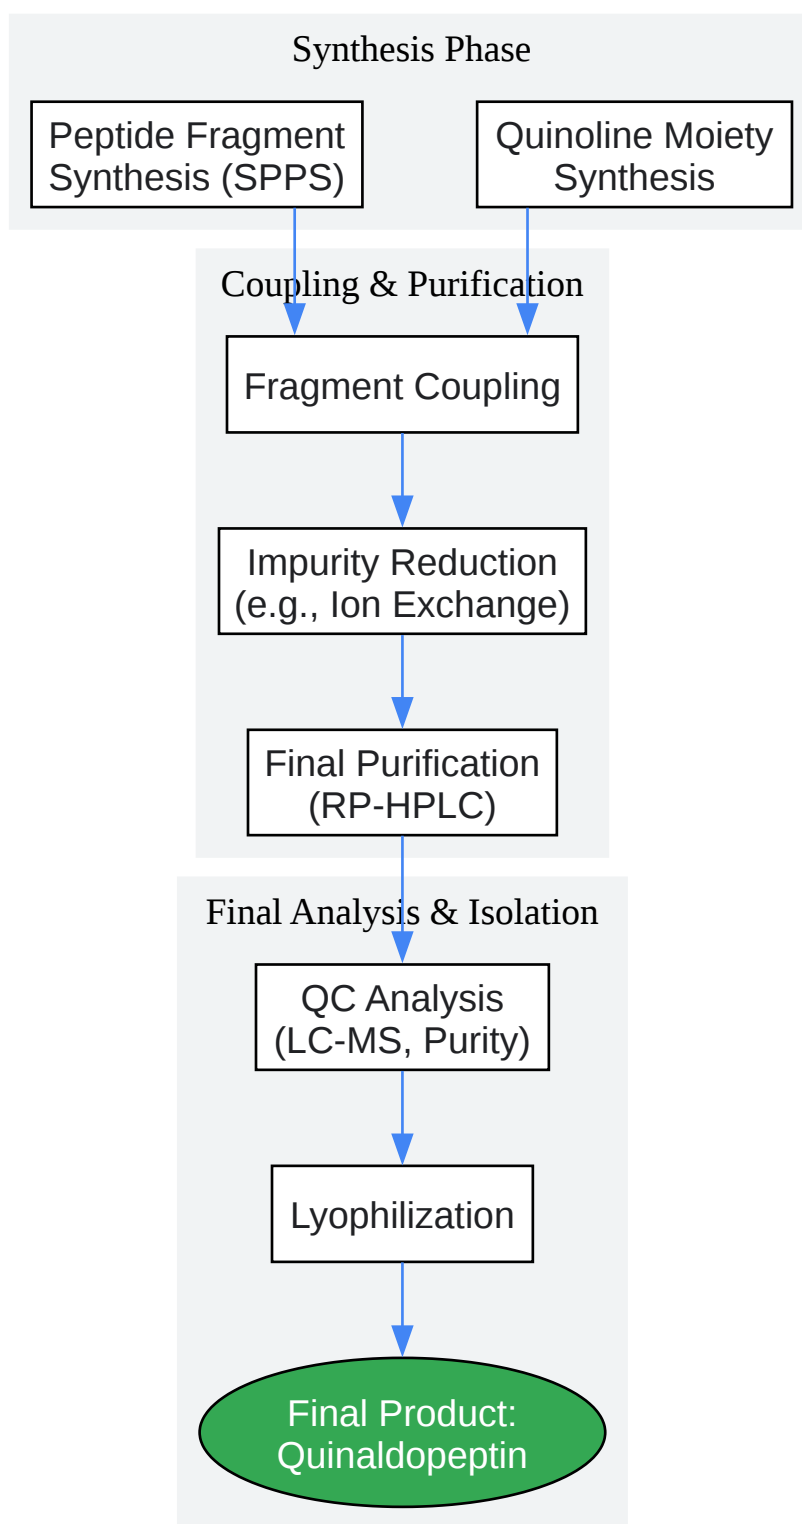 Synthesis Phase
Peptide Fragment
Synthesis (SPPS)
Quinoline Moiety
Synthesis
Coupling & Purification
Fragment Coupling
Impurity Reduction
(e.g., Ion Exchange)
Final Purification
(RP-HPLC)
Final Analysis & Isolation
QC Analysis
(LC-MS, Purity)
Lyophilization
Final Product:
Quinaldopeptin